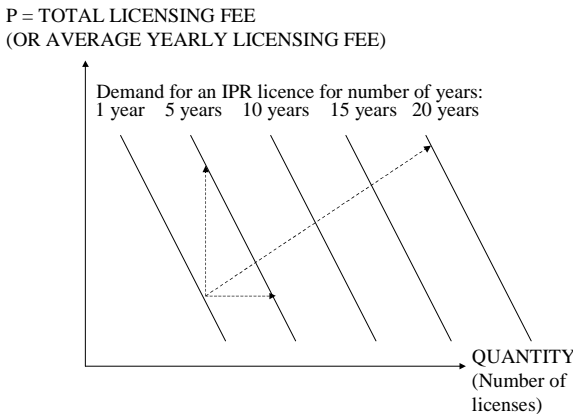 P = TOTAL LICENSING FEE
(OR AVERAGE YEARLY LICENSING FEE)
Demand for an IPR licence for number of years:
1 year 5 years 10 years 15 years 20 years
QUANTITY
(Number of
licenses)